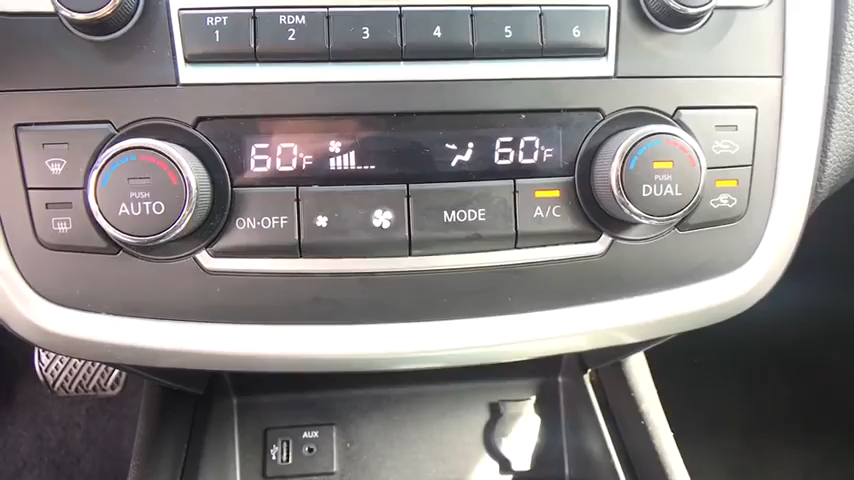 RPT 1
RDM 2
3
4
5
6
60°F
60°F
PUSH
AUTO
ON·OFF
MODE
A/C
PUSH
DUAL
AUX